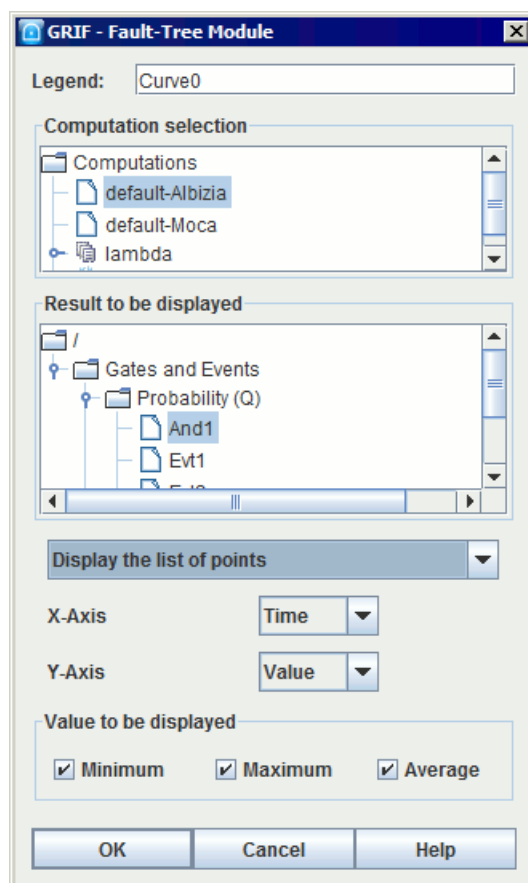 GRIF - Fault-Tree Module
Legend: Curve0
Computation selection
Computations
default-Albizia
default-Moca
lambda
Result to be displayed
/
Gates and Events
Probability (Q)
And1
Evt1
Display the list of points
X-Axis Time
Y-Axis Value
Value to be displayed
Minimum Maximum Average
OK Cancel Help